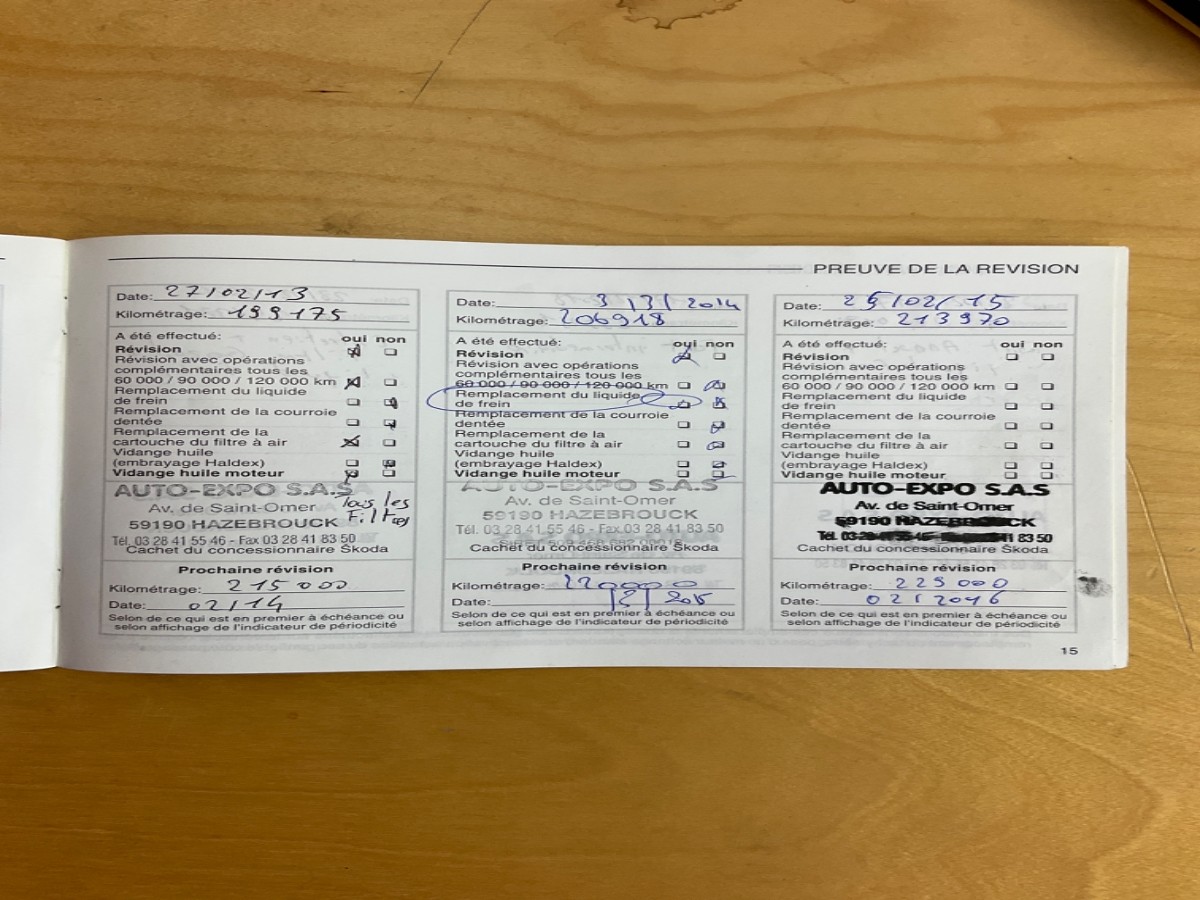 PREUVE DE LA REVISION
Date: 27/02/13
Kilométrage: 199175
A été effectué:
oui non
Révision
Révision avec opérations
complémentaires tous les
60 000 / 90 000 / 120 000 km
Remplacement du liquide
de frein
Remplacement de la courroie
dentée
Remplacement de la
cartouche du filtre à air
Vidange huile
(embrayage Haldex)
Vidange huile moteur
AUTO-EXPO S.A.S
Av. de Saint-Omer
tous les
59190 HAZEBROUCK
Filtres
Tél. 03 28 41 55 46 - Fax 03 28 41 83 50
Cachet du concessionnaire Škoda
Prochaine révision
Kilométrage: 215 000
Date: 02/14
Selon de ce qui est en premier à échéance ou
selon affichage de l'indicateur de périodicité
Date: 3/3/2014
Kilométrage: 206918
A été effectué:
oui non
Révision
Révision avec opérations
complémentaires tous les
60 000 / 90 000 / 120 000 km
Remplacement du liquide
de frein
Remplacement de la courroie
dentée
Remplacement de la
cartouche du filtre à air
Vidange huile
(embrayage Haldex)
Vidange huile moteur
AUTO-EXPO S.A.S
Av. de Saint-Omer
59190 HAZEBROUCK
Tél. 03 28 41 55 46 - Fax 03 28 41 83 50
Cachet du concessionnaire Škoda
Prochaine révision
Kilométrage: 220000
Date: 2015
Selon de ce qui est en premier à échéance ou
selon affichage de l'indicateur de périodicité
Date: 25/02/15
Kilométrage: 213970
A été effectué:
oui non
Révision
Révision avec opérations
complémentaires tous les
60 000 / 90 000 / 120 000 km
Remplacement du liquide
de frein
Remplacement de la courroie
dentée
Remplacement de la
cartouche du filtre à air
Vidange huile
(embrayage Haldex)
Vidange huile moteur
AUTO-EXPO S.A.S
Av. de Saint-Omer
59190 HAZEBROUCK
Tél. 83 50
Cachet du concessionnaire Škoda
Prochaine révision
Kilométrage: 229000
Date: 02/2016
Selon de ce qui est en premier à échéance ou
selon affichage de l'indicateur de périodicité
15